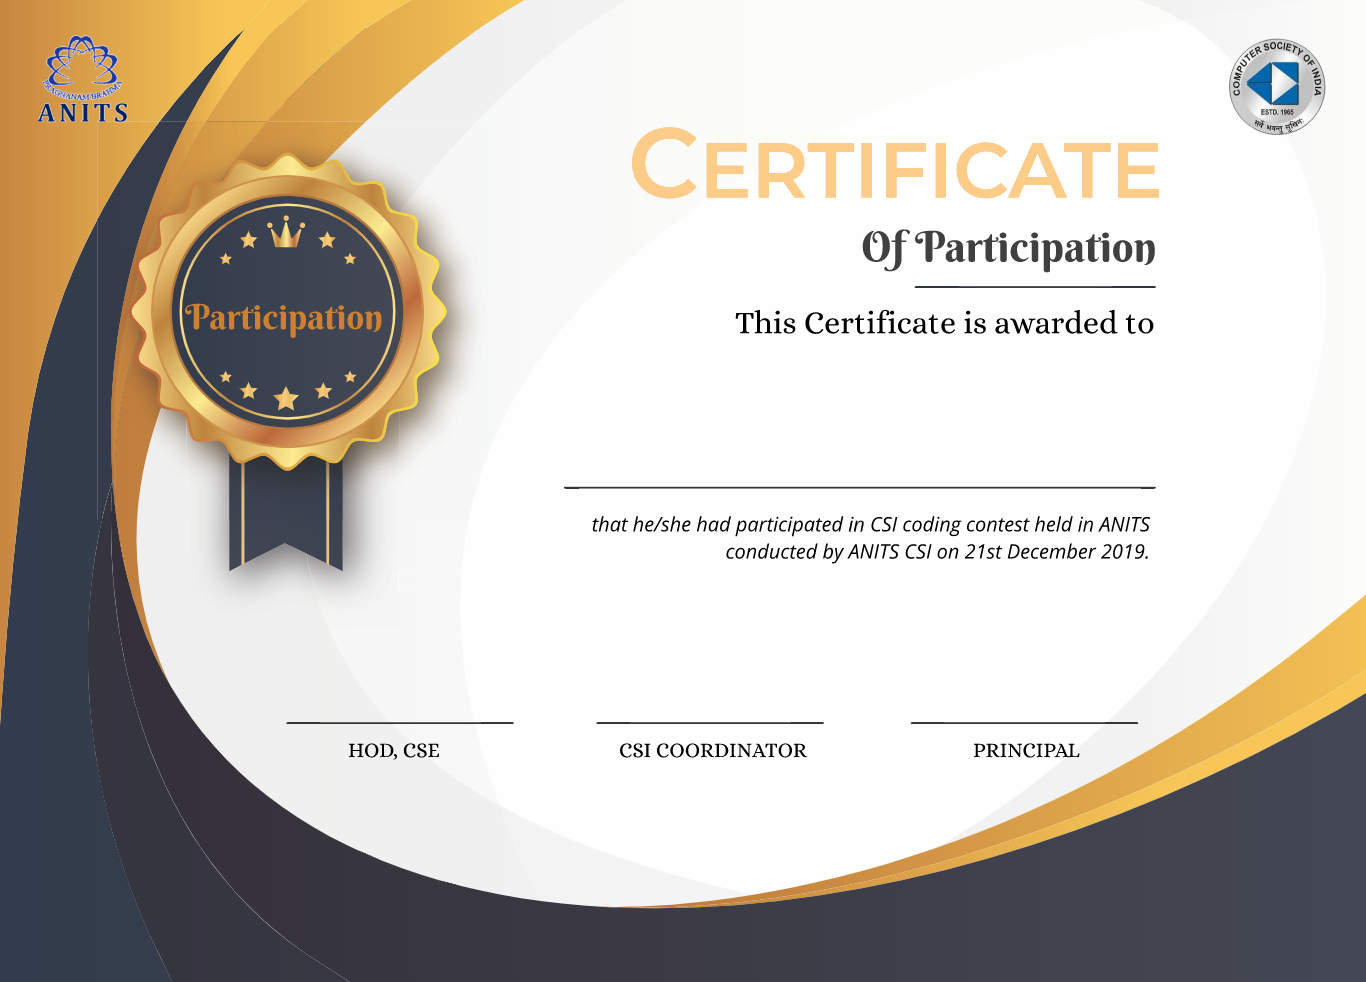 PRAGNANAM BRAHMA
ANITS
COMPUTER SOCIETY OF INDIA
ESTD. 1965
सर्वे भवन्तु सुखिनः
CERTIFICATE
Of Participation
Participation
This Certificate is awarded to
that he/she had participated in CSI coding contest held in ANITS
conducted by ANITS CSI on 21st December 2019.
HOD, CSE
CSI COORDINATOR
PRINCIPAL